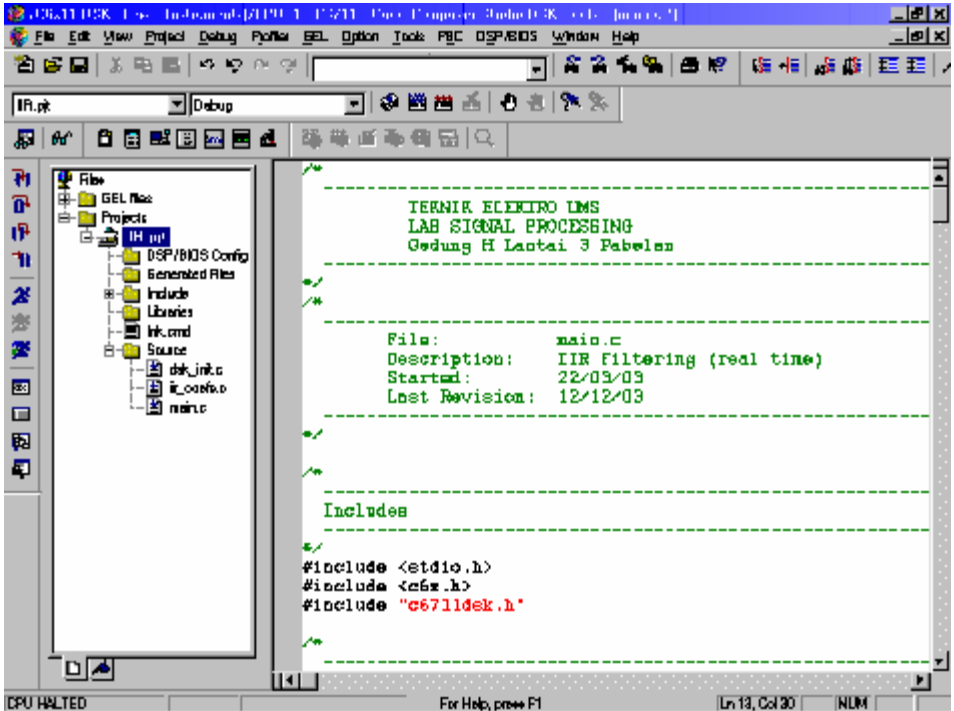 File Edit View Project Debug Profiler GEL Option Tools PBC DSP/BIOS Window Help
IIR.pjt Debug
Files
GEL files
Projects
IIR.pjt
DSP/BIOS Config
Generated Files
Include
Libraries
lnk.cmd
Source
dsk_init.c
iir_coefs.c
main.c
/*
TEKNIK ELEKTRO UMS
LAB SIGNAL PROCESSING
Gedung H Lantai 3 Pabelan
*/
/*
File: main.c
Description: IIR Filtering (real time)
Started: 22/03/03
Last Revision: 12/12/03
*/
/*
Includes
*/
#include <stdio.h>
#include <c6x.h>
#include "c6711dsk.h"
/*
CPU HALTED For Help, press F1 Ln 13, Col 30 NUM